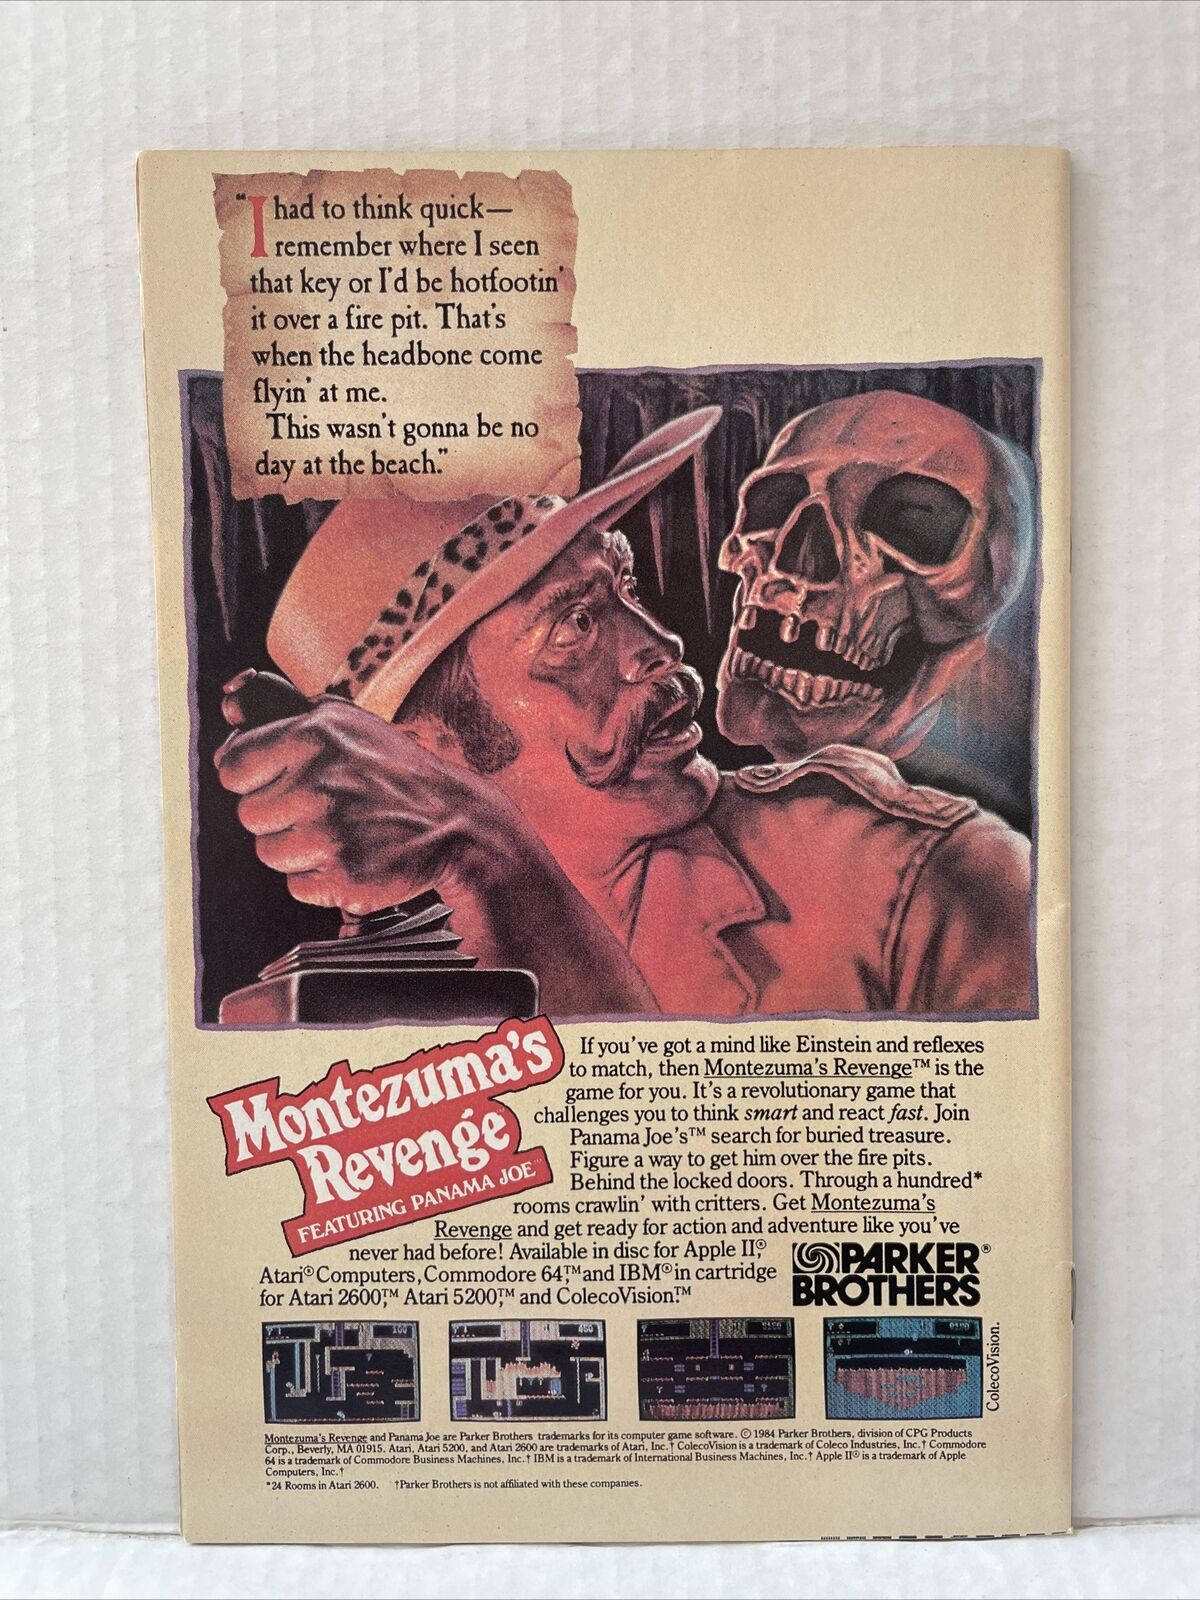 "I had to think quick—
remember where I seen
that key or I'd be hotfootin'
it over a fire pit. That's
when the headbone come
flyin' at me.
This wasn't gonna be no
day at the beach."
Montezuma's
Revenge™
FEATURING PANAMA JOE™
If you've got a mind like Einstein and reflexes
to match, then Montezuma's Revenge™ is the
game for you. It's a revolutionary game that
challenges you to think smart and react fast. Join
Panama Joe's™ search for buried treasure.
Figure a way to get him over the fire pits.
Behind the locked doors. Through a hundred*
rooms crawlin' with critters. Get Montezuma's
Revenge and get ready for action and adventure like you've
never had before! Available in disc for Apple II,®
Atari® Computers, Commodore 64,™ and IBM® in cartridge
for Atari 2600,™ Atari 5200,™ and ColecoVision.™
PARKER®
BROTHERS
100
450
ColecoVision.
Montezuma's Revenge and Panama Joe are Parker Brothers trademarks for its computer game software. © 1984 Parker Brothers, division of CPG Products
Corp., Beverly, MA 01915. Atari, Atari 5200, and Atari 2600 are trademarks of Atari, Inc.† ColecoVision is a trademark of Coleco Industries, Inc.† Commodore
64 is a trademark of Commodore Business Machines, Inc.† IBM is a trademark of International Business Machines, Inc.† Apple II® is a trademark of Apple
Computers, Inc.†
*24 Rooms in Atari 2600. †Parker Brothers is not affiliated with these companies.